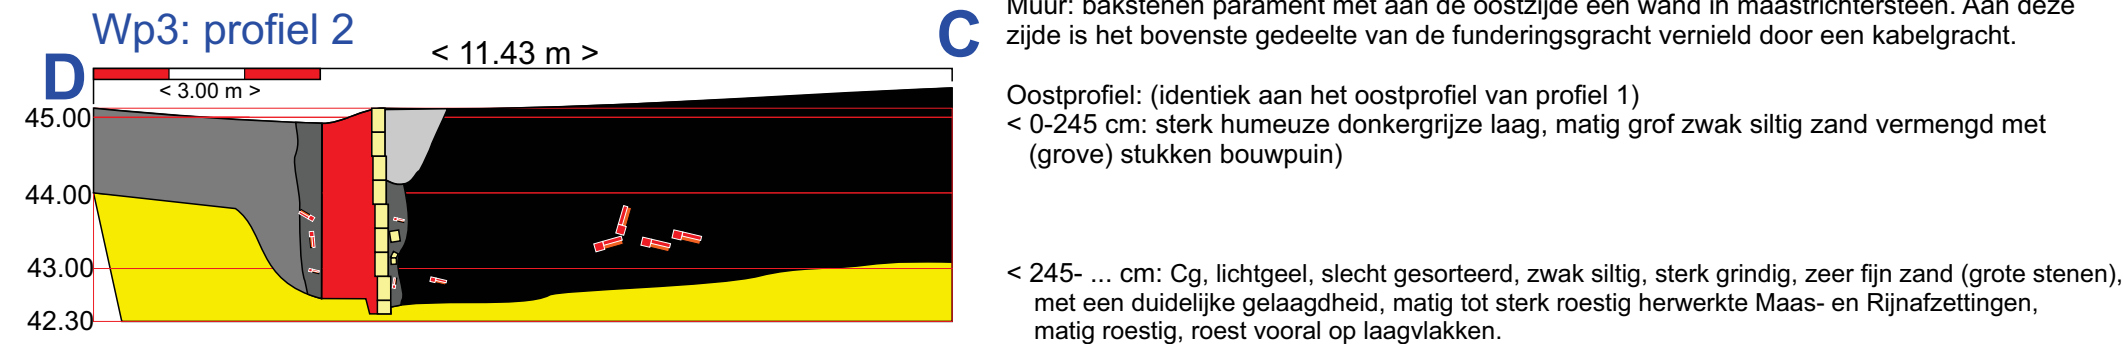 Wp3: profiel 2
D
C
< 11.43 m >
< 3.00 m >
45.00
44.00
43.00
42.30
Muur: bakstenen parament met aan de oostzijde een wand in maastrichtersteen. Aan deze
zijde is het bovenste gedeelte van de funderingsgracht vernield door een kabelgracht.
Oostprofiel: (identiek aan het oostprofiel van profiel 1)
< 0-245 cm: sterk humeuze donkergrijze laag, matig grof zwak siltig zand vermengd met
(grove) stukken bouwpuin)
< 245- ... cm: Cg, lichtgeel, slecht gesorteerd, zwak siltig, sterk grindig, zeer fijn zand (grote stenen),
met een duidelijke gelaagdheid, matig tot sterk roestig herwerkte Maas- en Rijnafzettingen,
matig roestig, roest vooral op laagvlakken.